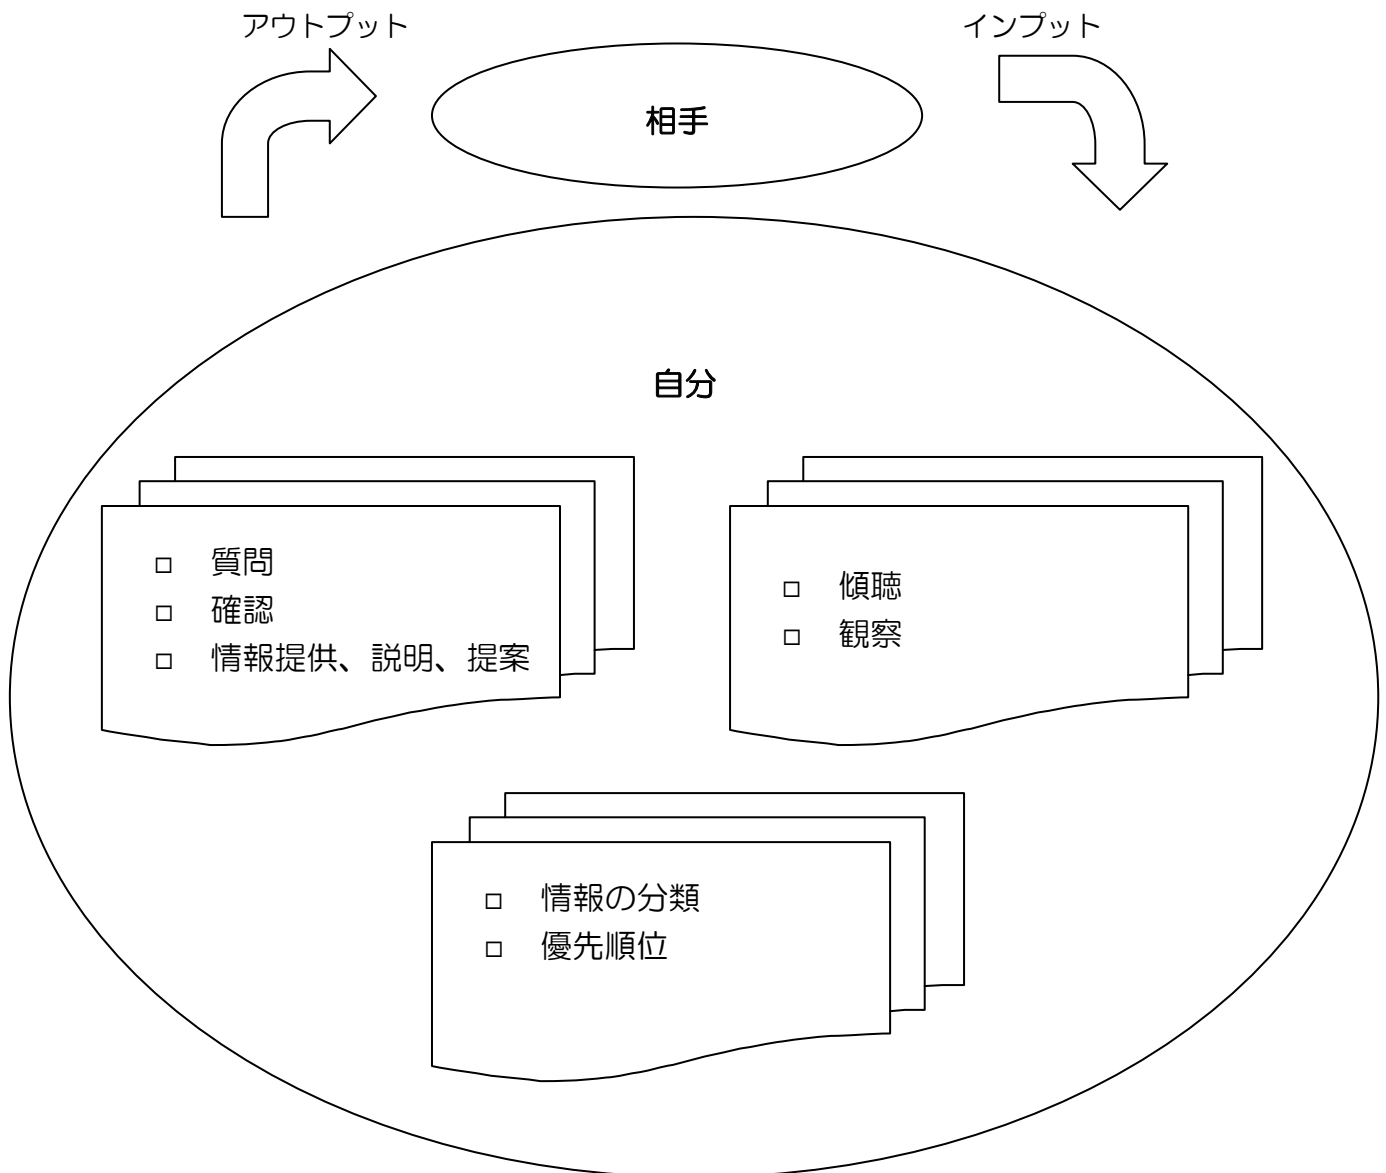 アウトプット
インプット
相手
自分
□ 質問
□ 確認
□ 情報提供、説明、提案
□ 傾聴
□ 観察
□ 情報の分類
□ 優先順位